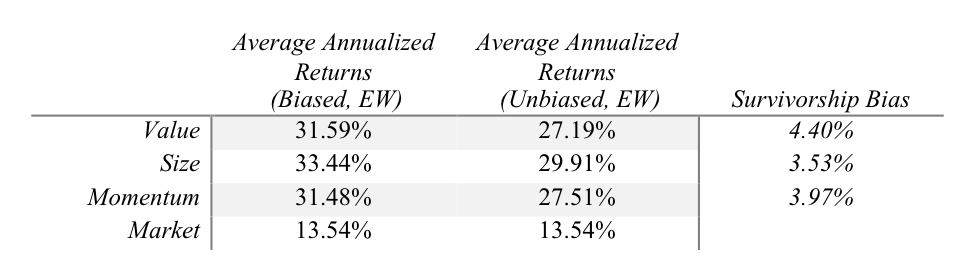 Average Annualized Average Annualized
Returns Returns
(Biased, EW) (Unbiased, EW) Survivorship Bias
Value 31.59% 27.19% 4.40%
Size 33.44% 29.91% 3.53%
Momentum 31.48% 27.51% 3.97%
Market 13.54% 13.54%